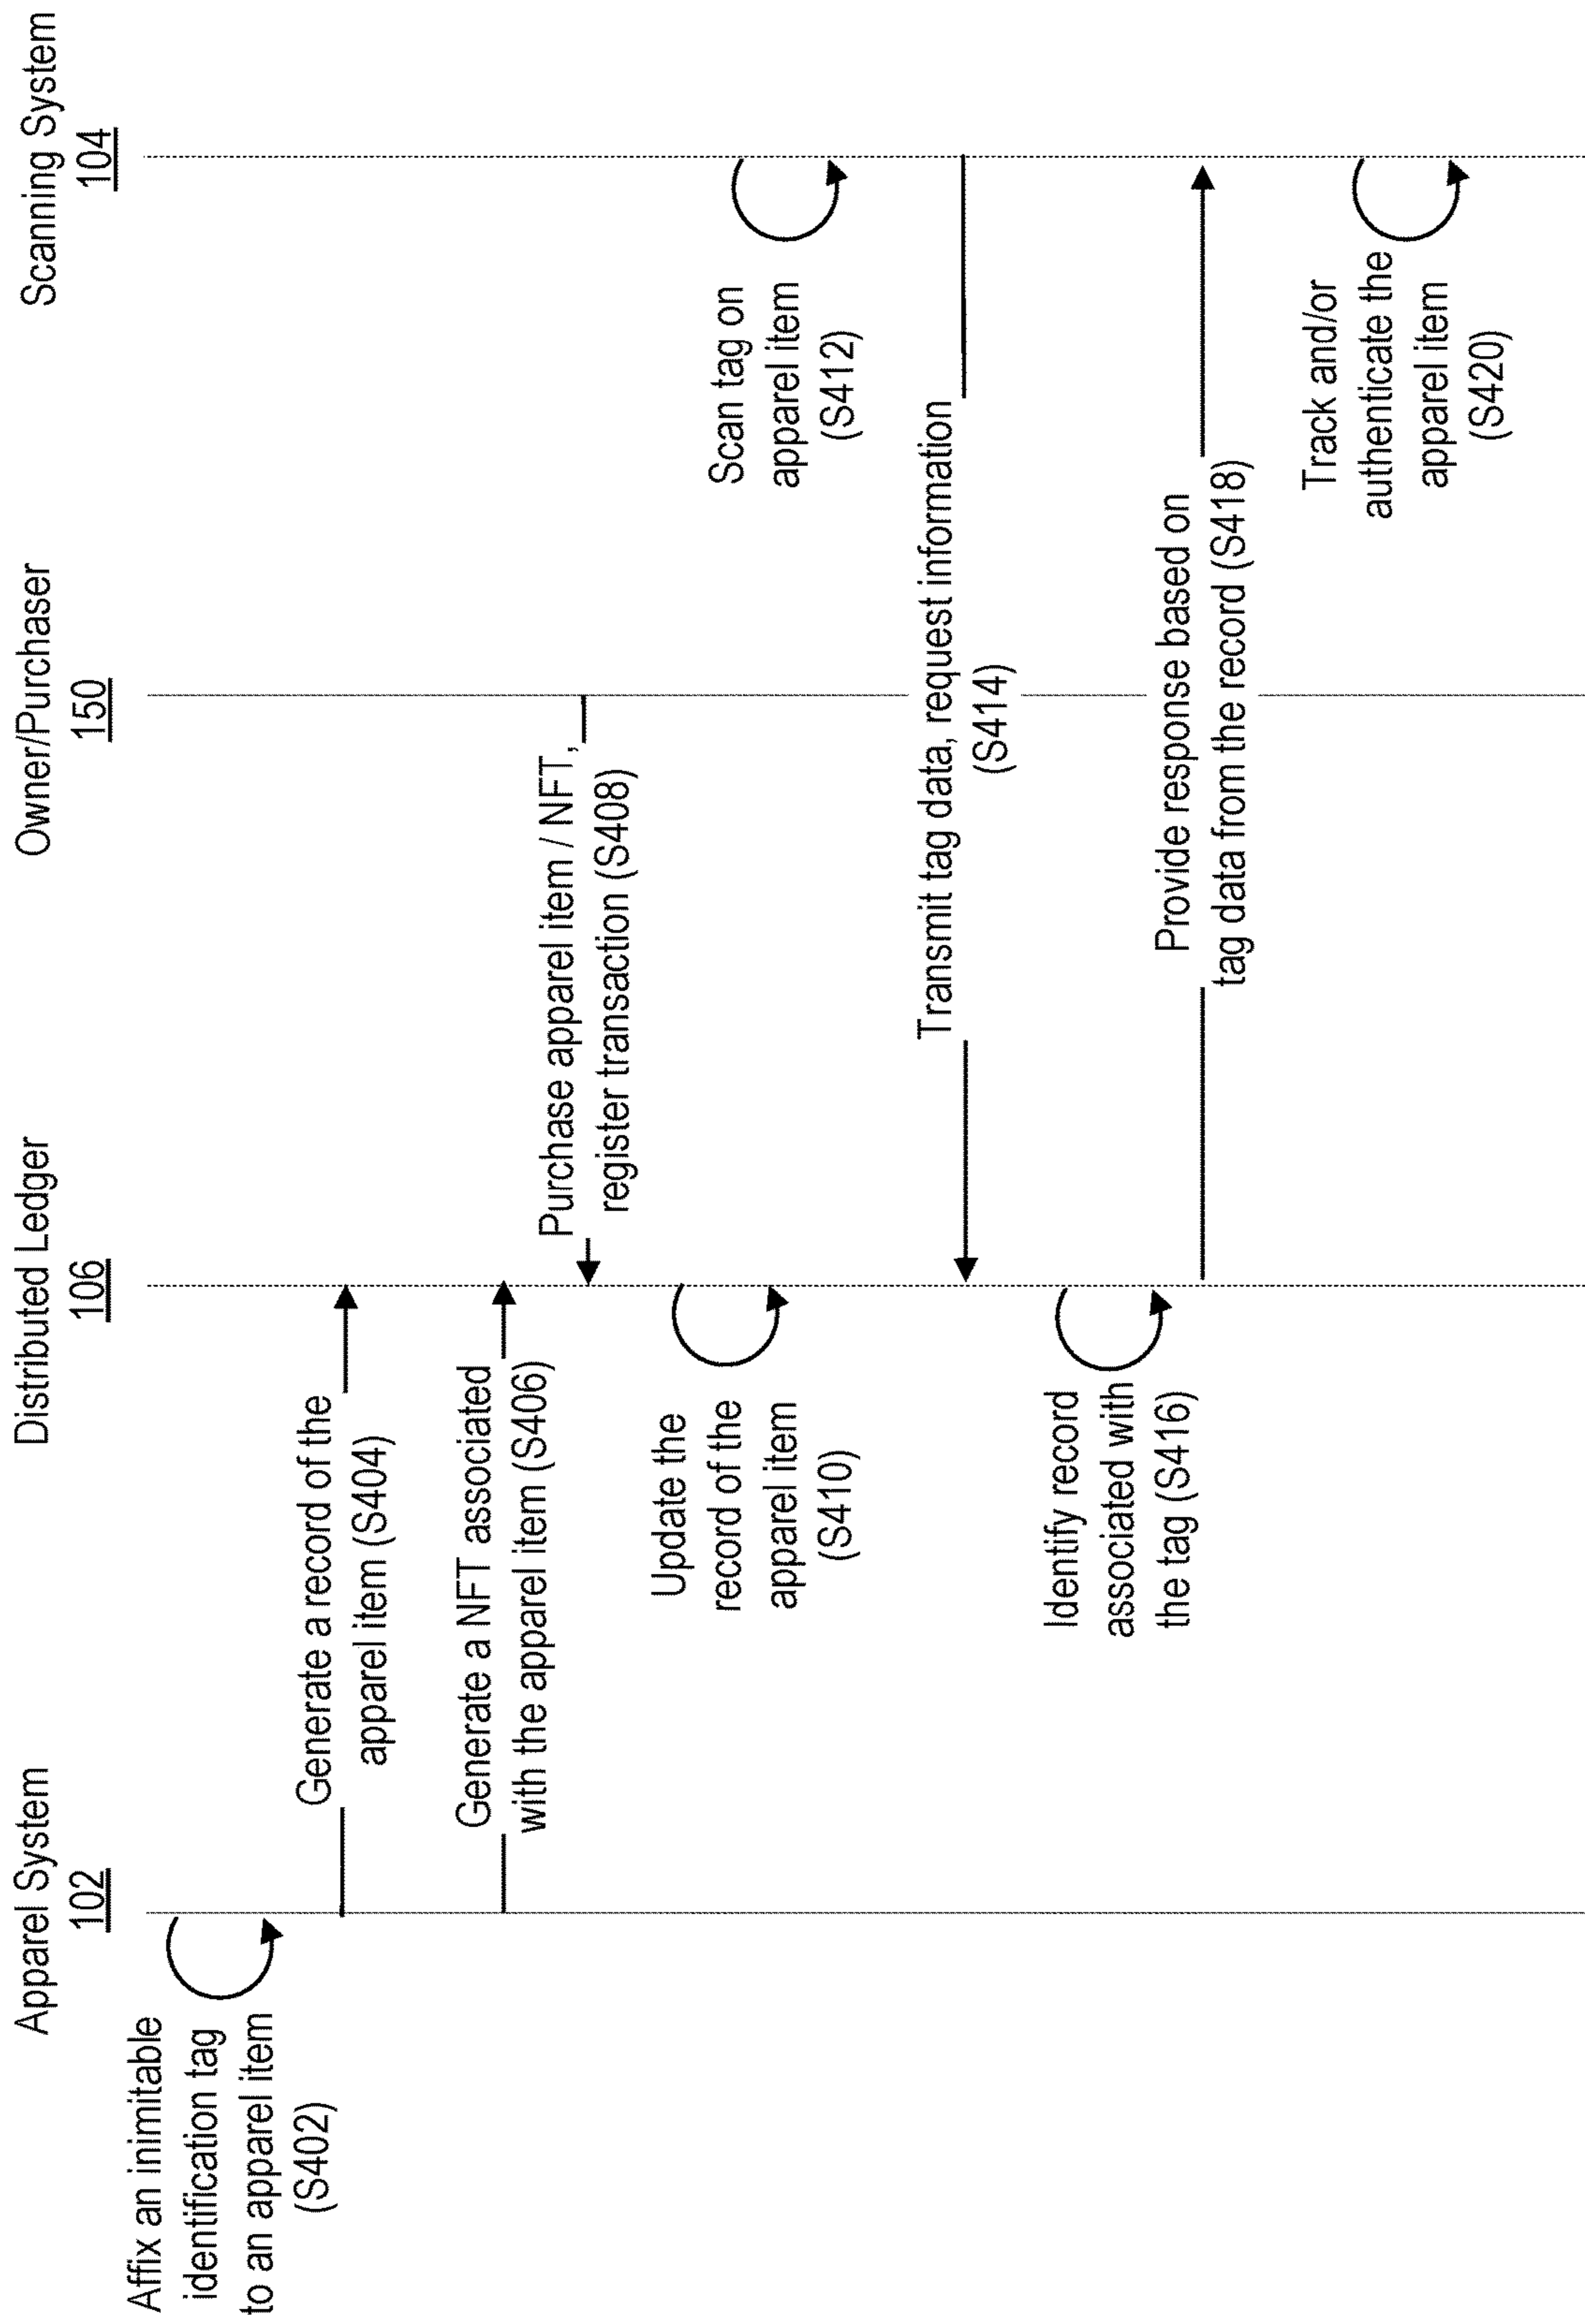 Apparel System
102
Distributed Ledger
106
Owner/Purchaser
150
Scanning System
104
Affix an inimitable
identification tag
to an apparel item
(S402)
Generate a record of the
apparel item (S404)
Generate a NFT associated
with the apparel item (S406)
Purchase apparel item / NFT,
register transaction (S408)
Update the
record of the
apparel item
(S410)
Scan tag on
apparel item
(S412)
Transmit tag data, request information
(S414)
Identify record
associated with
the tag (S416)
Provide response based on
tag data from the record (S418)
Track and/or
authenticate the
apparel item
(S420)